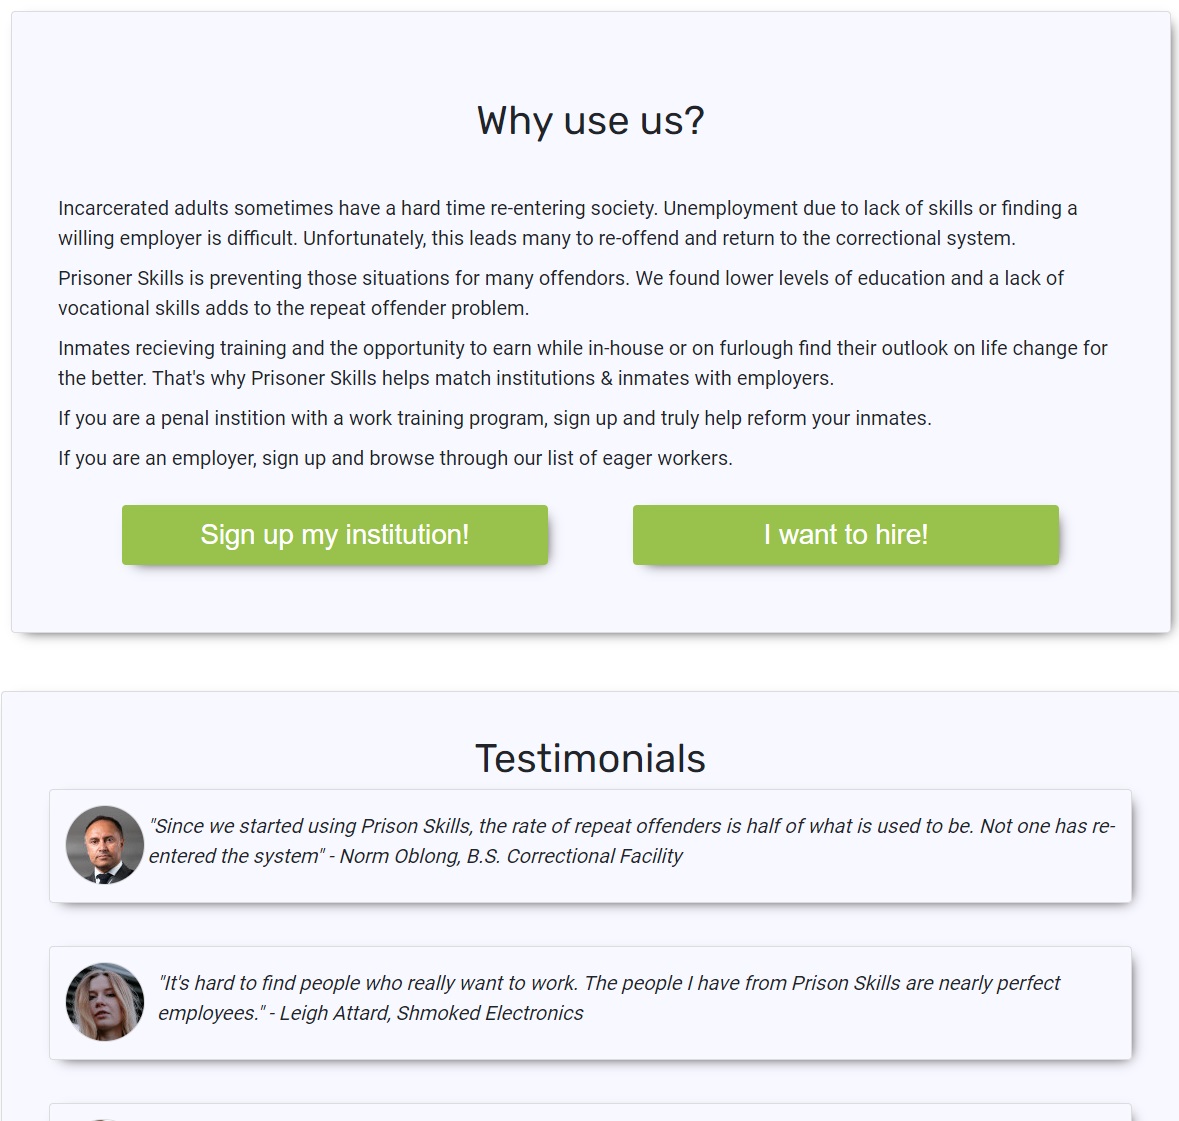 Why use us?
Incarcerated adults sometimes have a hard time re-entering society. Unemployment due to lack of skills or finding a
willing employer is difficult. Unfortunately, this leads many to re-offend and return to the correctional system.
Prisoner Skills is preventing those situations for many offendors. We found lower levels of education and a lack of
vocational skills adds to the repeat offender problem.
Inmates recieving training and the opportunity to earn while in-house or on furlough find their outlook on life change for
the better. That's why Prisoner Skills helps match institutions & inmates with employers.
If you are a penal instition with a work training program, sign up and truly help reform your inmates.
If you are an employer, sign up and browse through our list of eager workers.
Sign up my institution!
I want to hire!
Testimonials
"Since we started using Prison Skills, the rate of repeat offenders is half of what is used to be. Not one has re-
entered the system" - Norm Oblong, B.S. Correctional Facility
"It's hard to find people who really want to work. The people I have from Prison Skills are nearly perfect
employees." - Leigh Attard, Shmoked Electronics